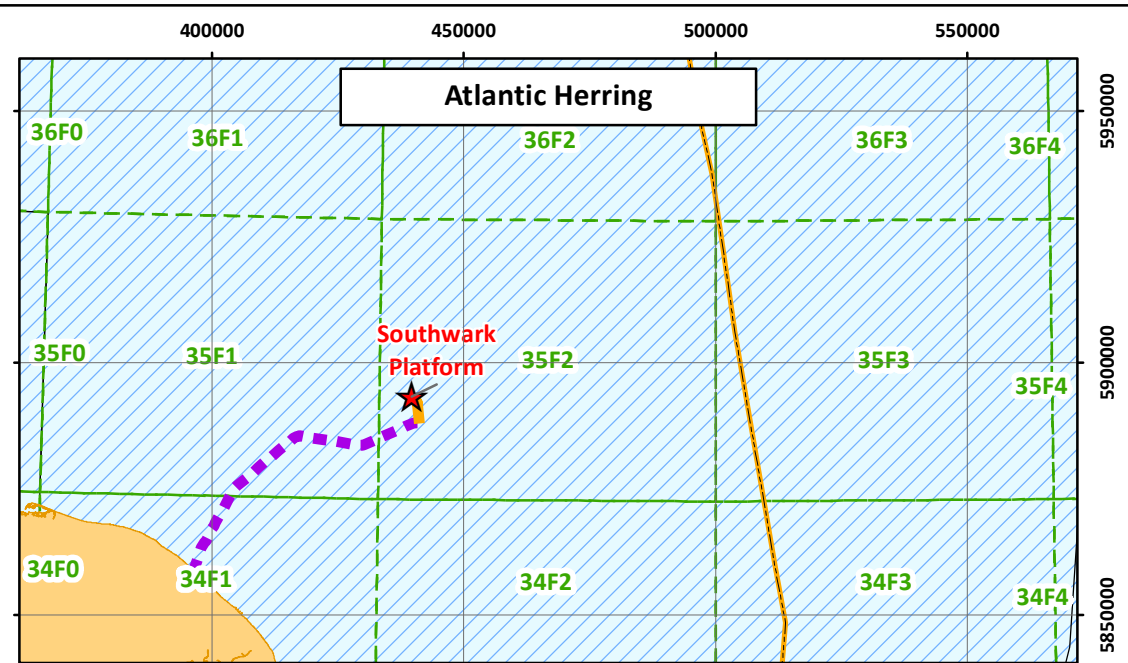 400000 450000 500000 550000
Atlantic Herring
5950000
36F0 36F1 36F2 36F3 36F4
Southwark
Platform
35F0 35F1 35F2 35F3 35F4
5900000
34F0 34F1 34F2 34F3 34F4
5850000